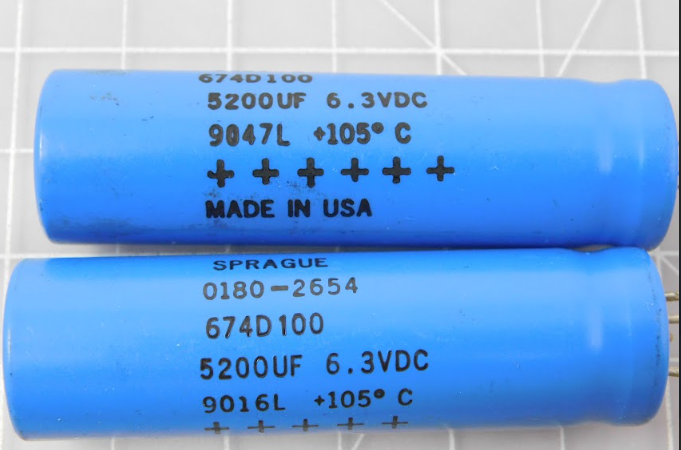 674D100
5200UF 6.3VDC
9047L +105° C
+ + + + + +
MADE IN USA
SPRAGUE
0180-2654
674D100
5200UF 6.3VDC
9016L +105° C
+ + + + +